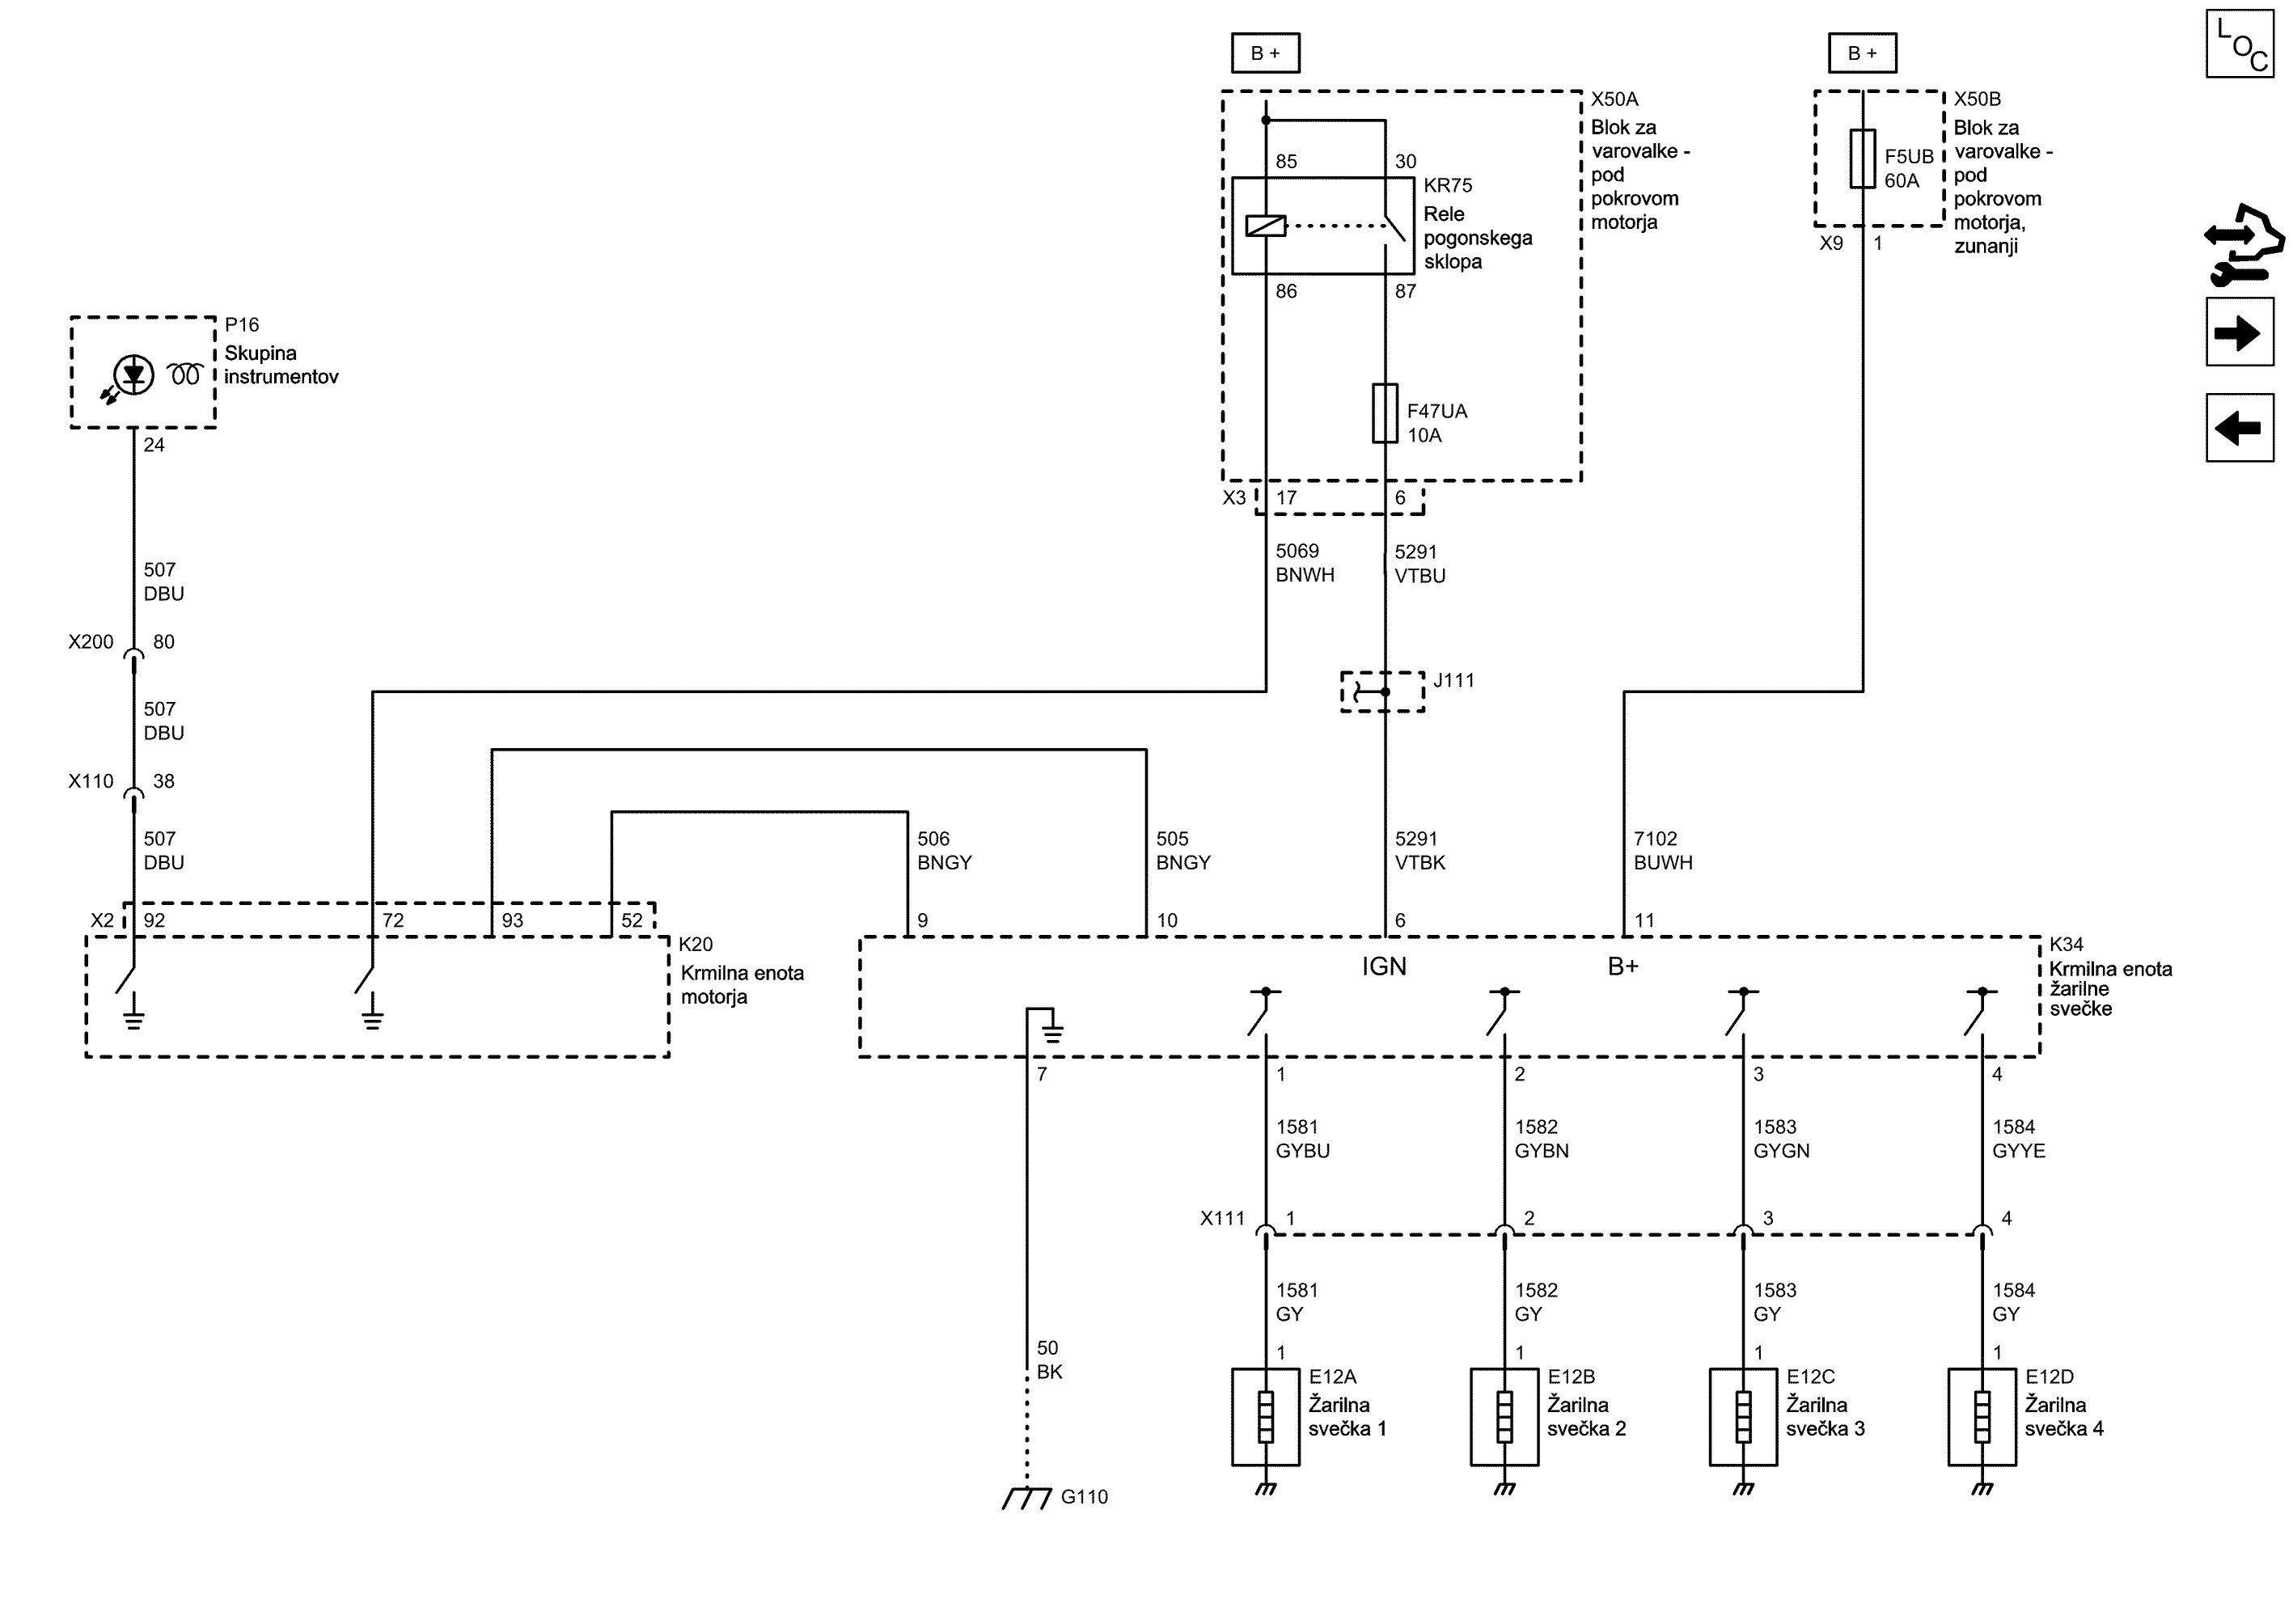 B +
B +
LOC
X50A
Blok za
varovalke -
pod
pokrovom
motorja
85
30
KR75
Rele
pogonskega
sklopa
86
87
F47UA
10A
X3
17
6
X50B
Blok za
varovalke -
pod
pokrovom
motorja,
zunanji
F5UB
60A
X9
1
P16
Skupina
instrumentov
24
507
DBU
X200
80
507
DBU
X110
38
507
DBU
5069
BNWH
5291
VTBU
J111
506
BNGY
505
BNGY
5291
VTBK
7102
BUWH
X2
92
72
93
52
K20
Krmilna enota
motorja
9
10
6
11
IGN
B+
K34
Krmilna enota
žarilne
svečke
7
1
2
3
4
1581
GYBU
1582
GYBN
1583
GYGN
1584
GYYE
X111
1
2
3
4
1581
GY
1582
GY
1583
GY
1584
GY
50
BK
G110
1
E12A
Žarilna
svečka 1
1
E12B
Žarilna
svečka 2
1
E12C
Žarilna
svečka 3
1
E12D
Žarilna
svečka 4